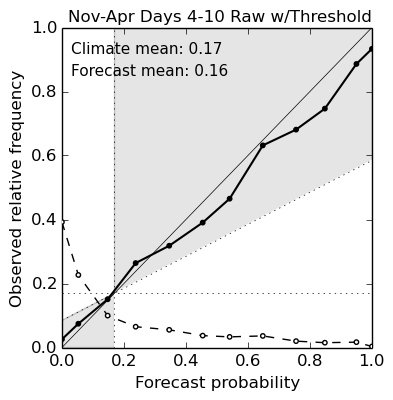 Nov-Apr Days 4-10 Raw w/Threshold
Climate mean: 0.17
Forecast mean: 0.16
Observed relative frequency
1.0
0.8
0.6
0.4
0.2
0.0
0.0 0.2 0.4 0.6 0.8 1.0
Forecast probability